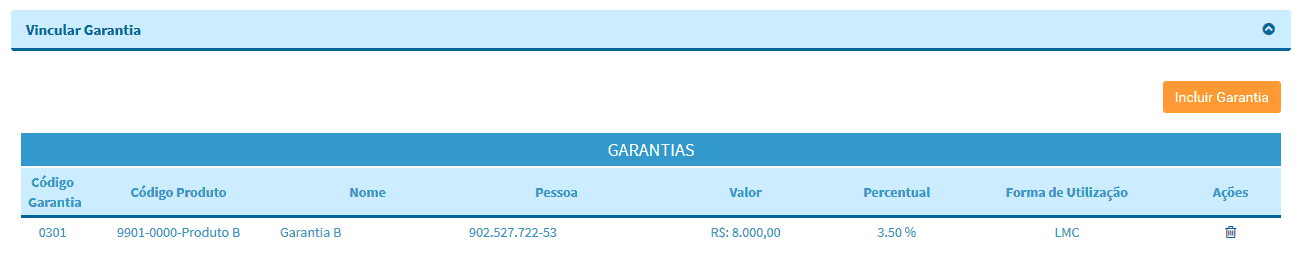 Vincular Garantia
Incluir Garantia
GARANTIAS
Código Garantia Código Produto Nome Pessoa Valor Percentual Forma de Utilização Ações
0301 9901-0000-Produto B Garantia B 902.527.722-53 R$: 8.000,00 3.50 % LMC